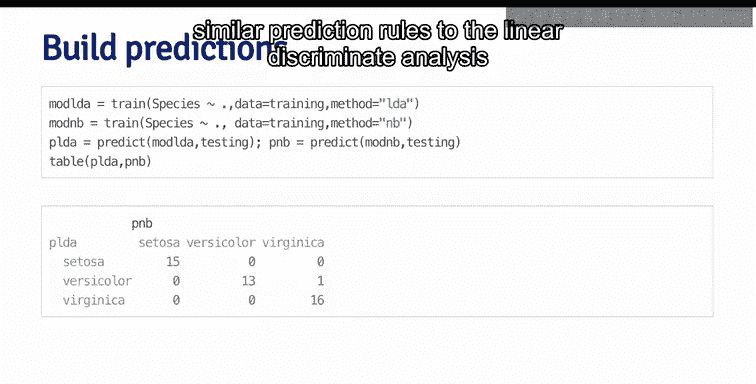 similar prediction rules to the linear
discriminate analysis
Build predictions
modlda = train(Species ~ .,data=training,method="lda")
modnb = train(Species ~ ., data=training,method="nb")
plda = predict(modlda,testing); pnb = predict(modnb,testing)
table(plda,pnb)
pnb
plda setosa versicolor virginica
setosa 15 0 0
versicolor 0 13 1
virginica 0 0 16